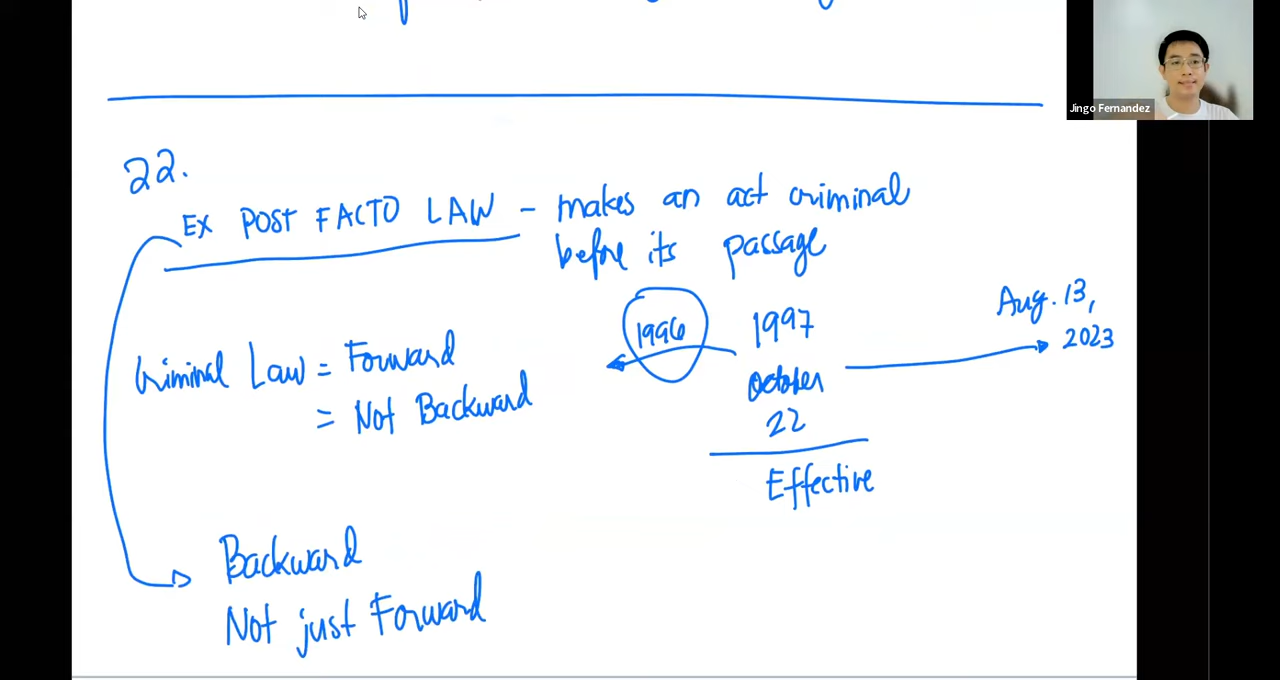 Jingo Fernandez
22.
EX POST FACTO LAW - makes an act criminal
before its passage
1996
1997
Aug. 13,
2023
Criminal Law = Forward
= Not Backward
October
22
Effective
Backward
Not just Forward